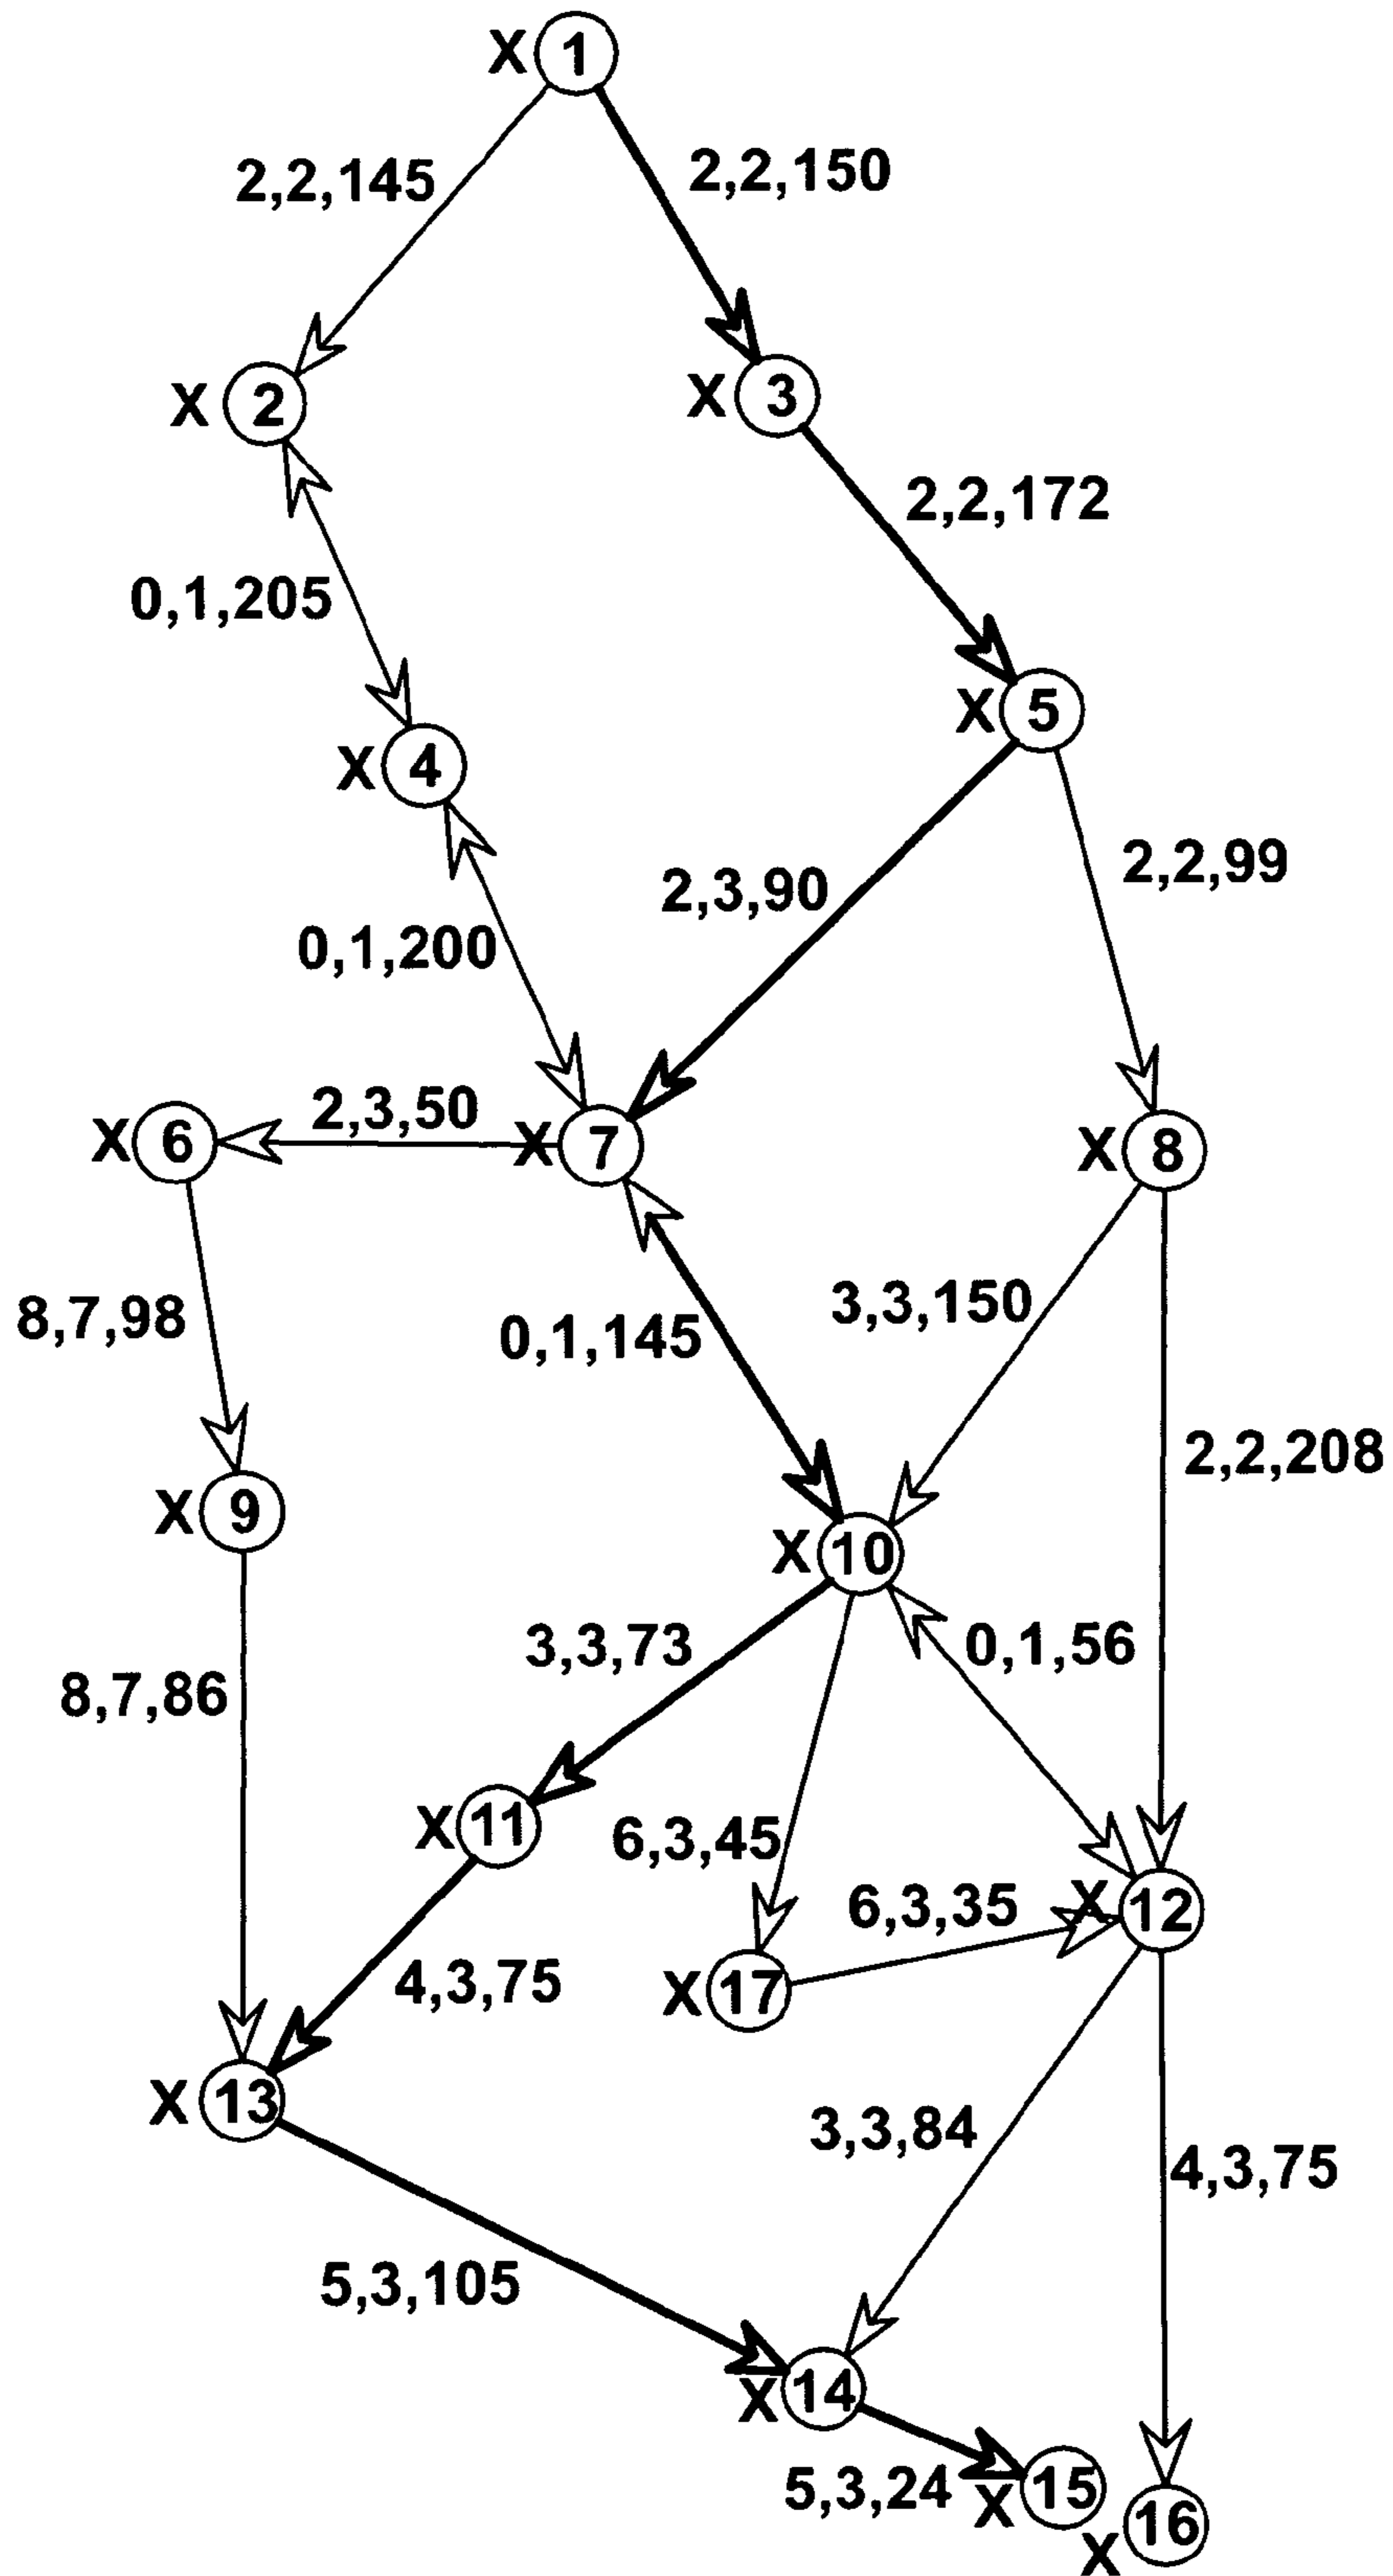 X 1
2,2,145
2,2,150
X 2
X 3
2,2,172
0,1,205
X 5
X 4
2,2,99
2,3,90
0,1,200
2,3,50
X 6
X 7
X 8
3,3,150
8,7,98
0,1,145
2,2,208
X 9
X 10
3,3,73
0,1,56
8,7,86
X 11
6,3,45
6,3,35
X 12
4,3,75
X 17
X 13
3,3,84
4,3,75
5,3,105
X 14
5,3,24
X 15
X 16